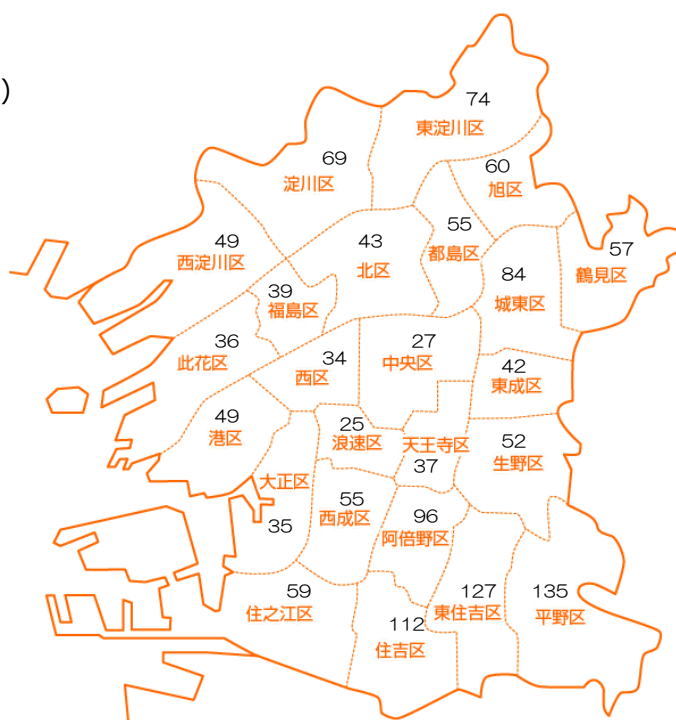 )
74
東淀川区
69
淀川区
60
旭区
55
都島区
49
西淀川区
43
北区
57
鶴見区
84
城東区
39
福島区
36
此花区
34
西区
27
中央区
42
東成区
49
港区
25
浪速区
天王寺区
37
52
生野区
大正区
35
55
西成区
96
阿倍野区
59
住之江区
112
住吉区
127
東住吉区
135
平野区